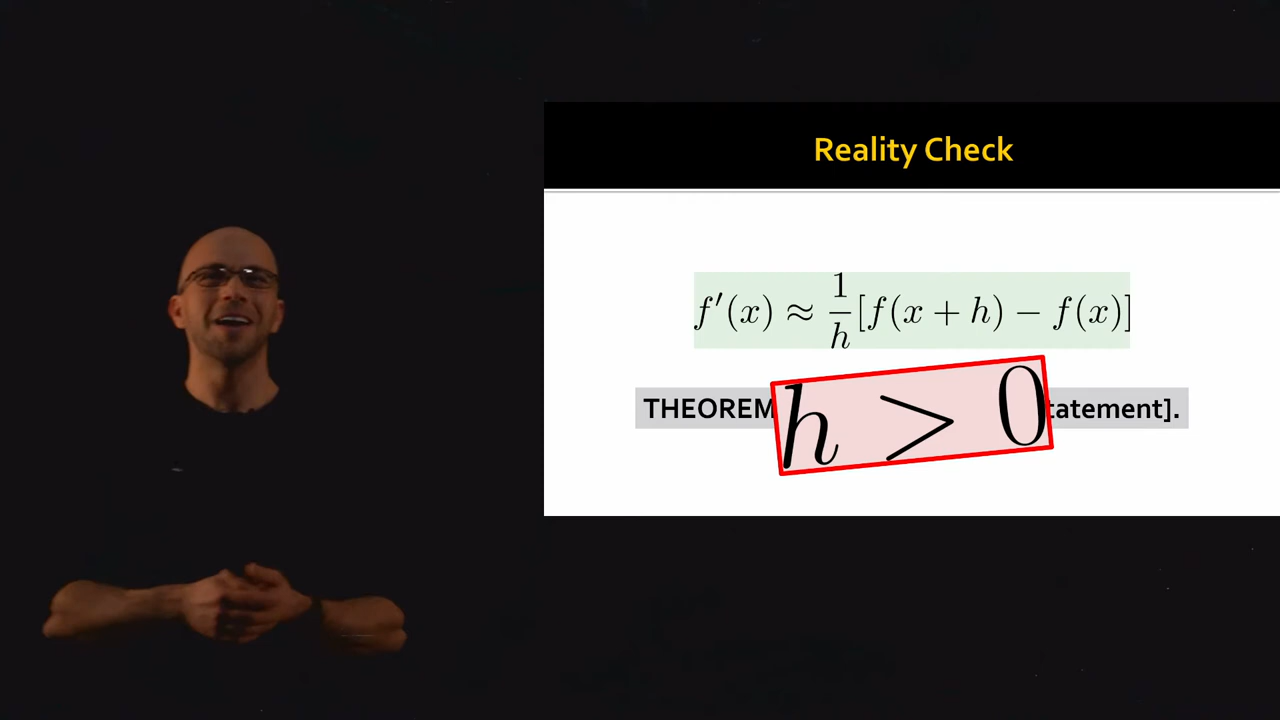 Reality Check
f′(x) ≈ 1/h [f(x + h) − f(x)]
THEOREM tatement].
h > 0